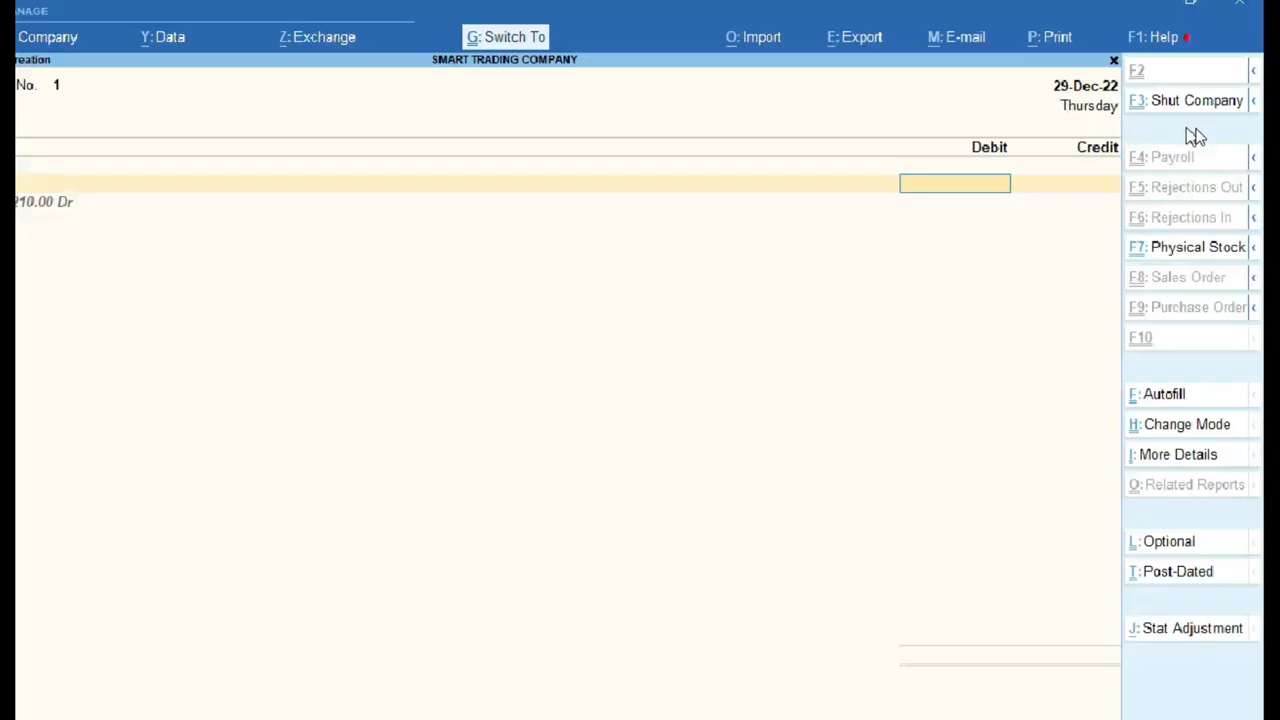 ANAGE
Company Y: Data Z: Exchange G: Switch To O: Import E: Export M: E-mail P: Print F1: Help
reation SMART TRADING COMPANY x
No. 1 29-Dec-22
Thursday
Debit Credit
210.00 Dr
F2
F3: Shut Company
F4: Payroll
F5: Rejections Out
F6: Rejections In
F7: Physical Stock
F8: Sales Order
F9: Purchase Order
F10
F: Autofill
H: Change Mode
I: More Details
O: Related Reports
L: Optional
T: Post-Dated
J: Stat Adjustment